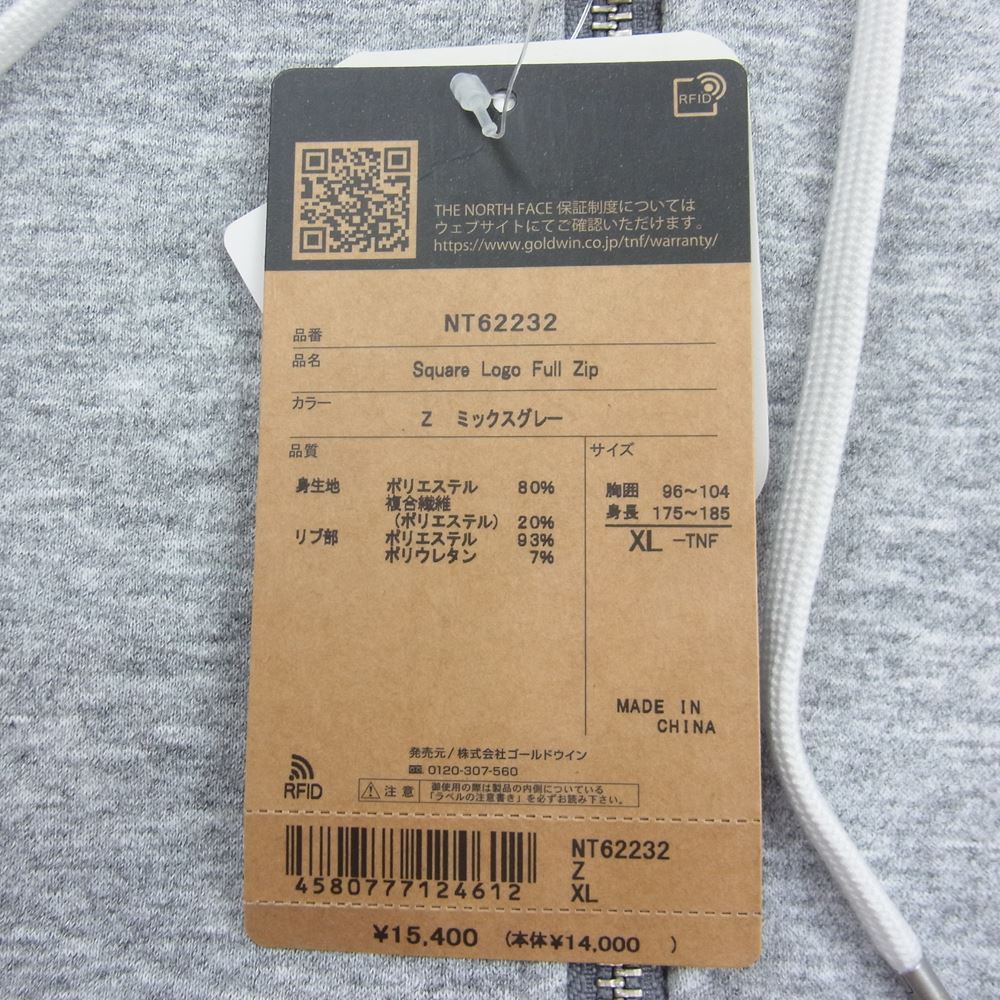 RFID
THE NORTH FACE 保証制度については
ウェブサイトにてご確認いただけます。
https://www.goldwin.co.jp/tnf/warranty/
品番 NT62232
品名 Square Logo Full Zip
カラー Z ミックスグレー
品質
身生地 ポリエステル 80%
複合繊維
(ポリエステル) 20%
リブ部 ポリエステル 93%
ポリウレタン 7%
サイズ
胸囲 96~104
身長 175~185
XL -TNF
MADE IN
CHINA
発売元/株式会社ゴールドウイン
0120-307-560
RFID
注意
御使用の際は製品の内側についている
「ラベルの注意書き」を必ずお読み下さい。
4580777124612
NT62232
Z
XL
¥15,400 (本体¥14,000 )